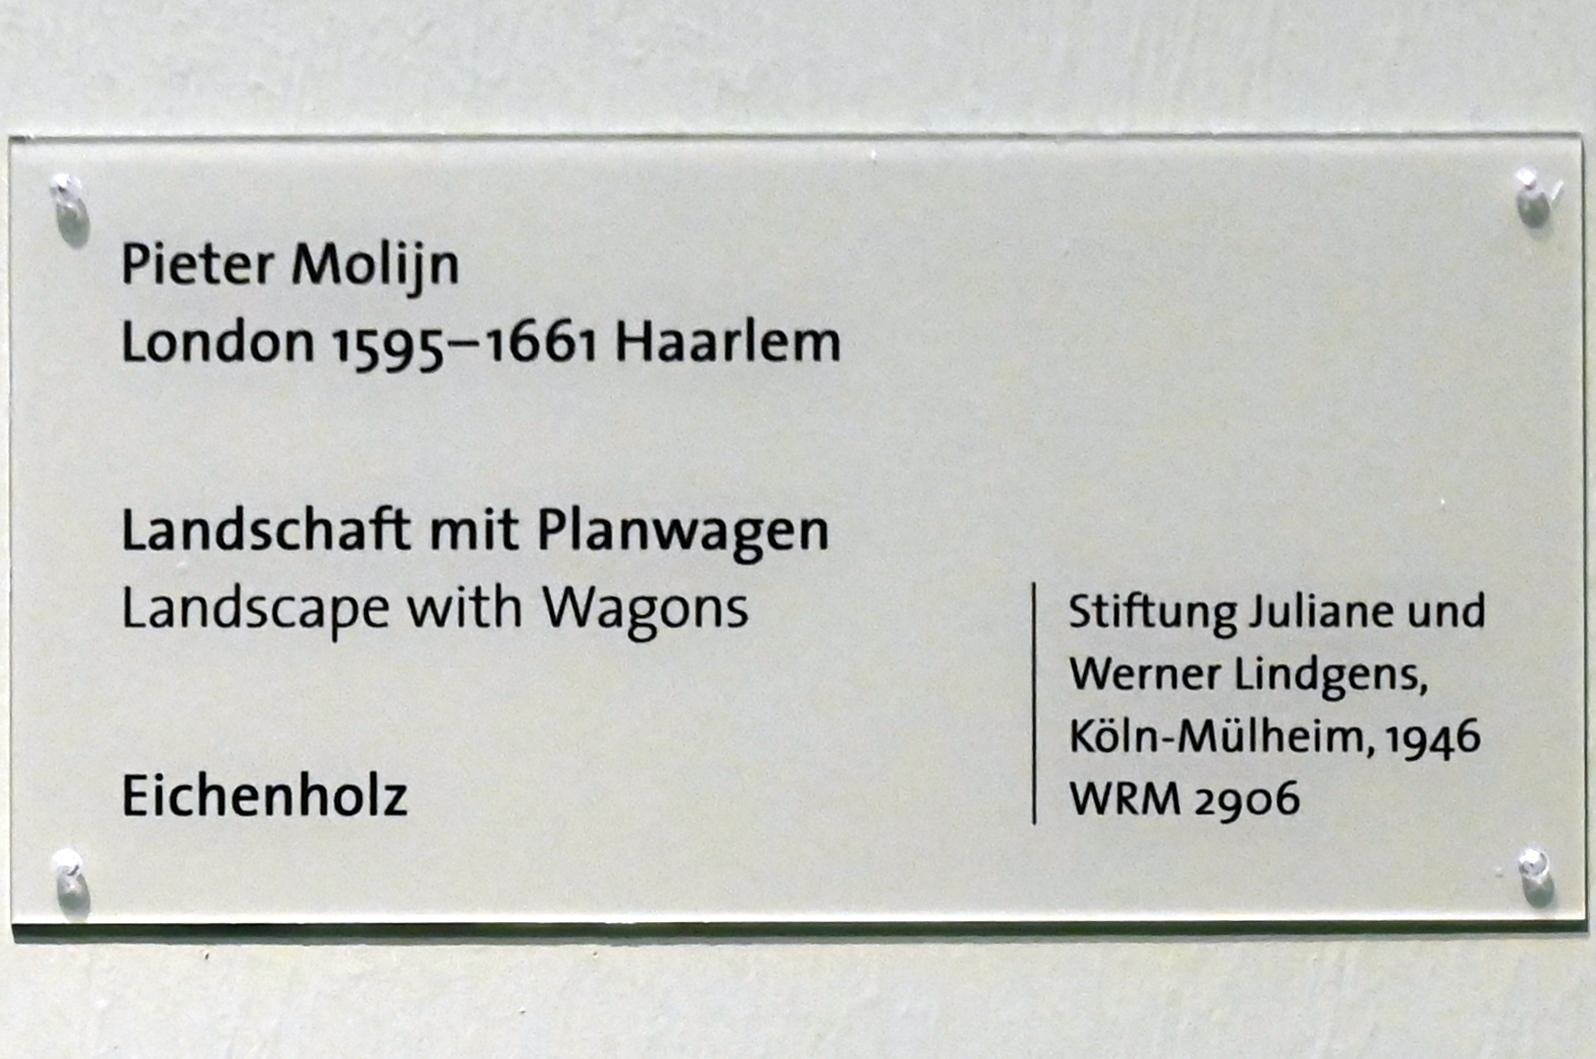 Pieter Molijn
London 1595–1661 Haarlem
Landschaft mit Planwagen
Landscape with Wagons
Eichenholz
Stiftung Juliane und
Werner Lindgens,
Köln-Mülheim, 1946
WRM 2906